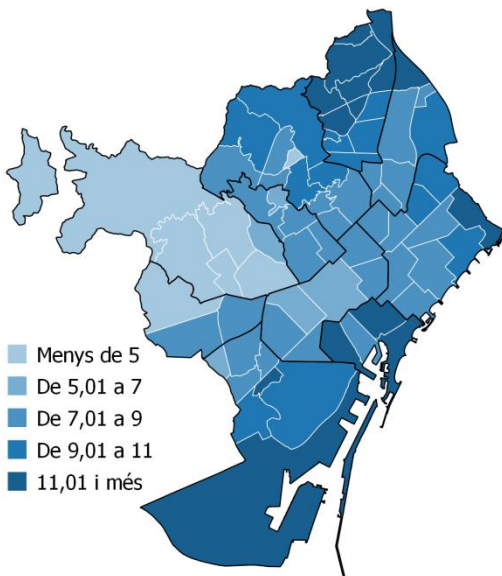 Menys de 5
De 5,01 a 7
De 7,01 a 9
De 9,01 a 11
11,01 i més